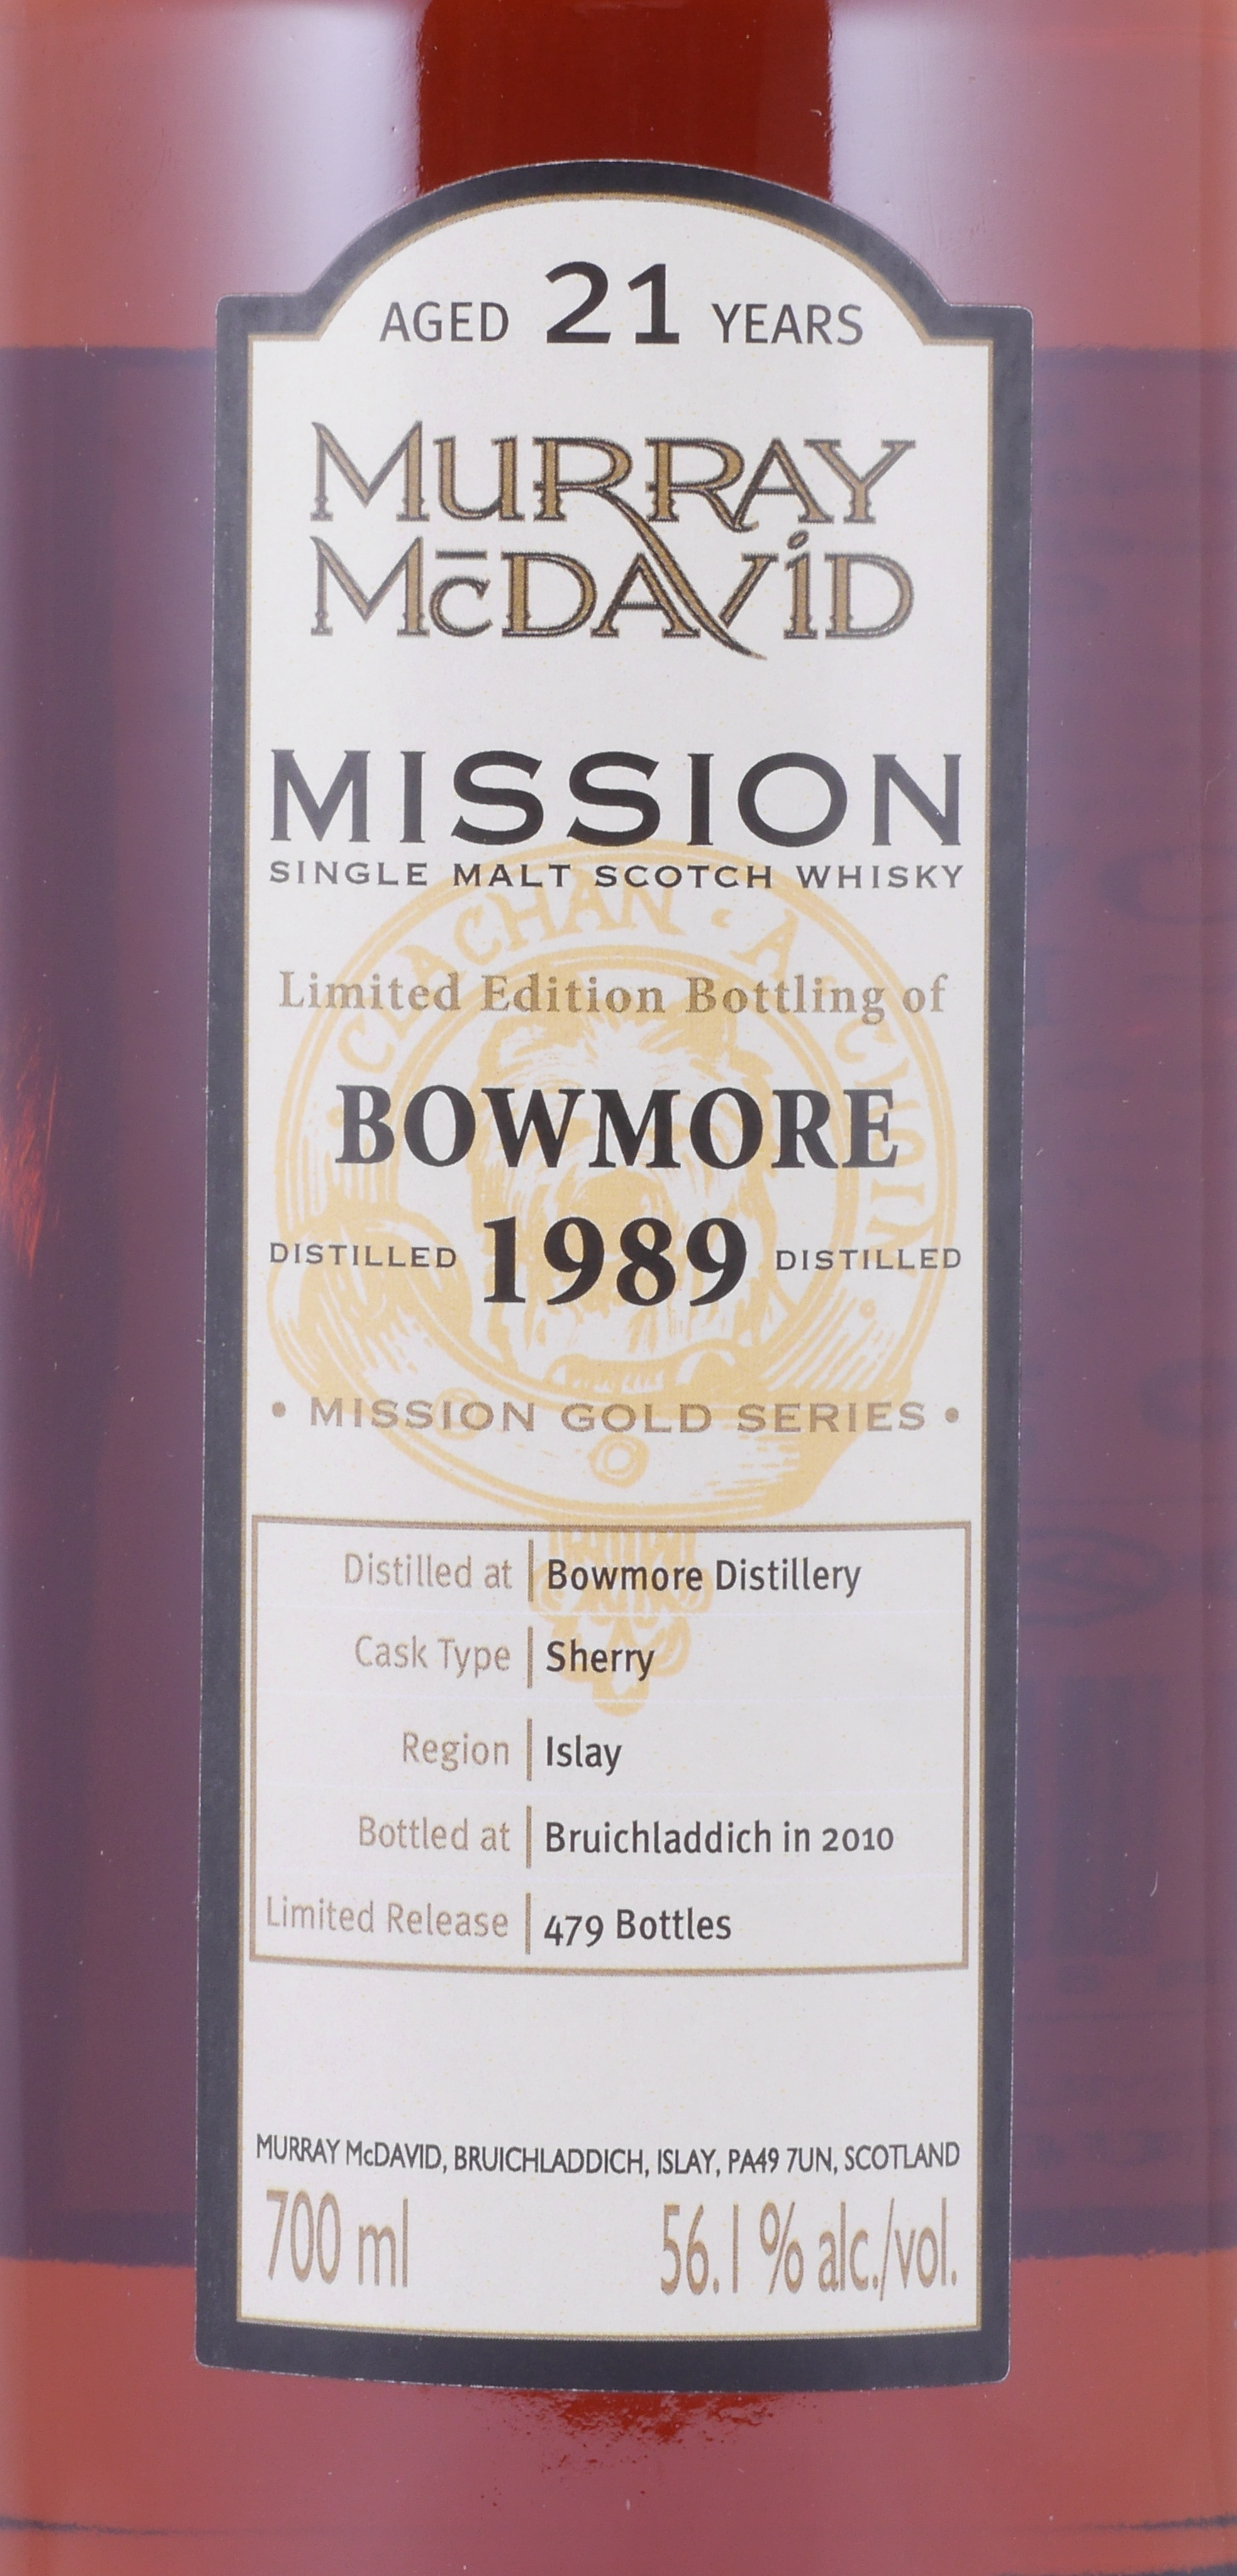 AGED 21 YEARS
MURRAY
McDAVID
MISSION
SINGLE MALT SCOTCH WHISKY
CLACHAN · A CHOIN
Limited Edition Bottling of
BOWMORE
DISTILLED 1989 DISTILLED
• MISSION GOLD SERIES •
Distilled at | Bowmore Distillery
Cask Type | Sherry
Region | Islay
Bottled at | Bruichladdich in 2010
Limited Release | 479 Bottles
MURRAY McDAVID, BRUICHLADDICH, ISLAY, PA49 7UN, SCOTLAND
700 ml 56.1 % alc./vol.